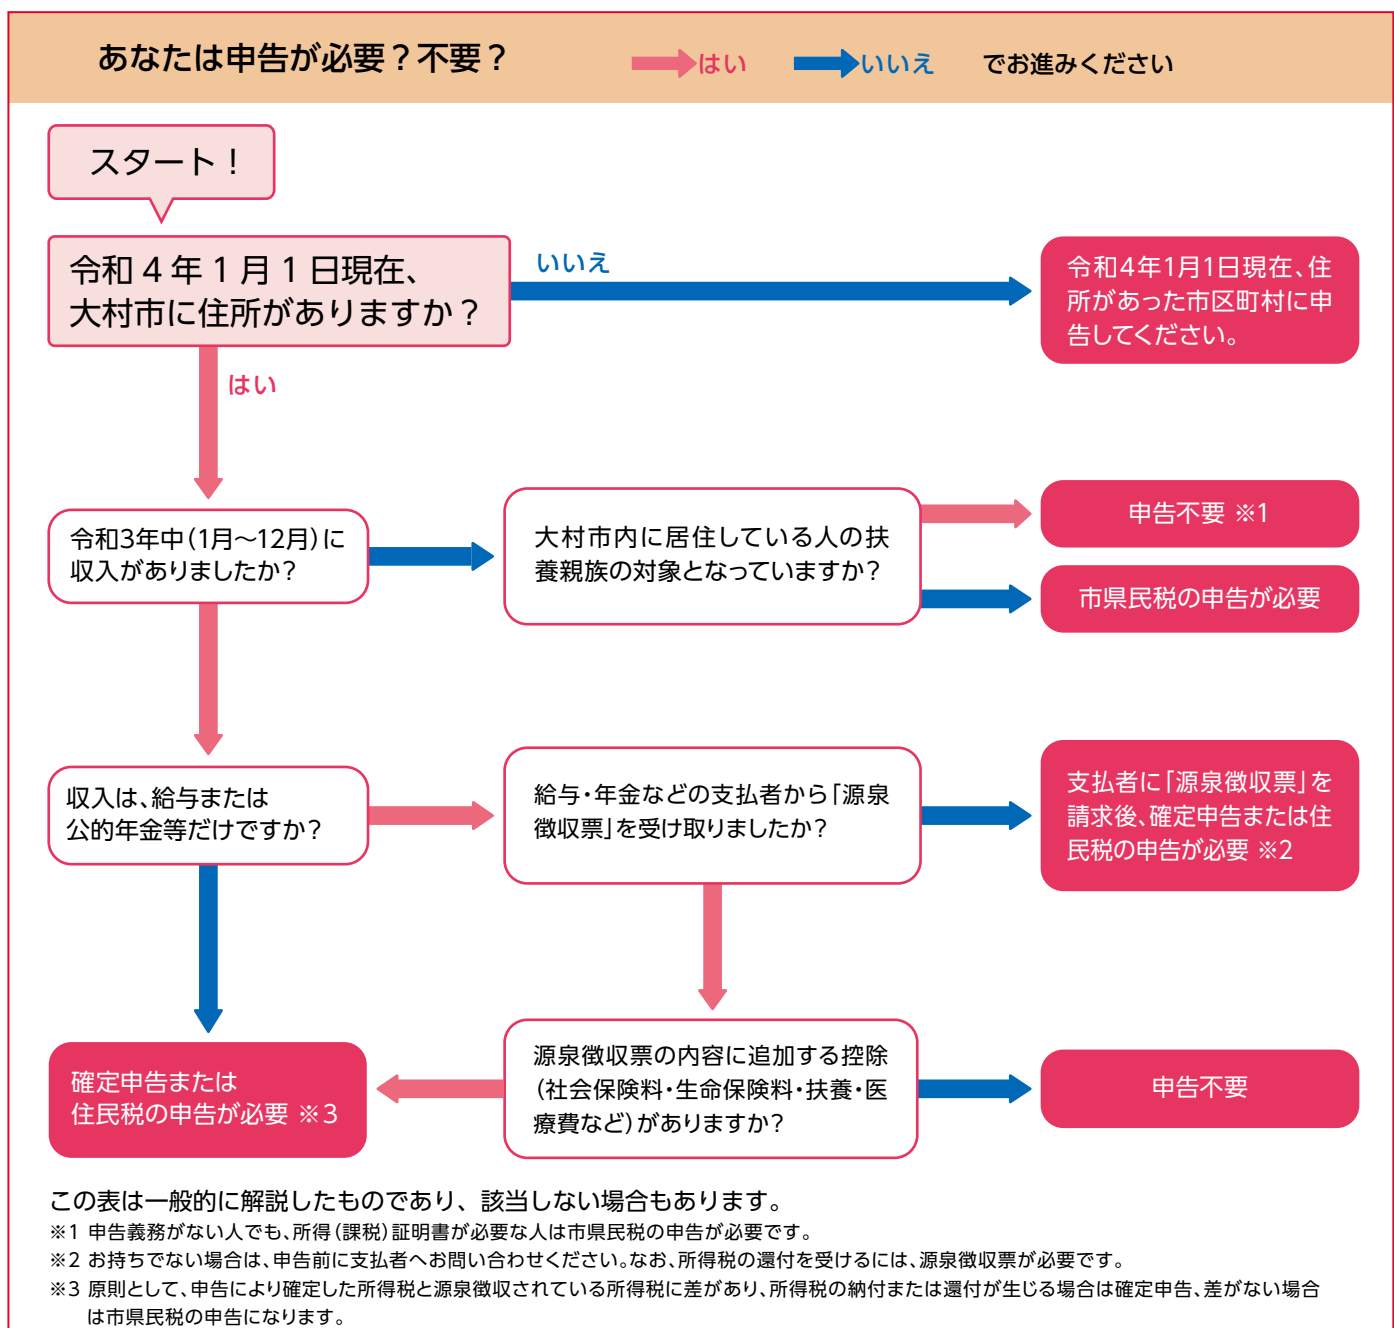 あなたは申告が必要？不要？
はい
いいえ
でお進みください
スタート！
令和４年１月１日現在、
大村市に住所がありますか？
いいえ
令和4年1月1日現在、住
所があった市区町村に申
告してください。
はい
令和3年中（1月～12月）に
収入がありましたか？
大村市内に居住している人の扶
養親族の対象となっていますか？
申告不要 ※1
市県民税の申告が必要
収入は、給与または
公的年金等だけですか？
給与・年金などの支払者から「源泉
徴収票」を受け取りましたか？
支払者に「源泉徴収票」を
請求後、確定申告または住
民税の申告が必要 ※2
確定申告または
住民税の申告が必要 ※3
源泉徴収票の内容に追加する控除
（社会保険料・生命保険料・扶養・医
療費など）がありますか？
申告不要
この表は一般的に解説したものであり、該当しない場合もあります。
※1 申告義務がない人でも、所得（課税）証明書が必要な人は市県民税の申告が必要です。
※2 お持ちでない場合は、申告前に支払者へお問い合わせください。なお、所得税の還付を受けるには、源泉徴収票が必要です。
※3 原則として、申告により確定した所得税と源泉徴収されている所得税に差があり、所得税の納付または還付が生じる場合は確定申告、差がない場合
は市県民税の申告になります。